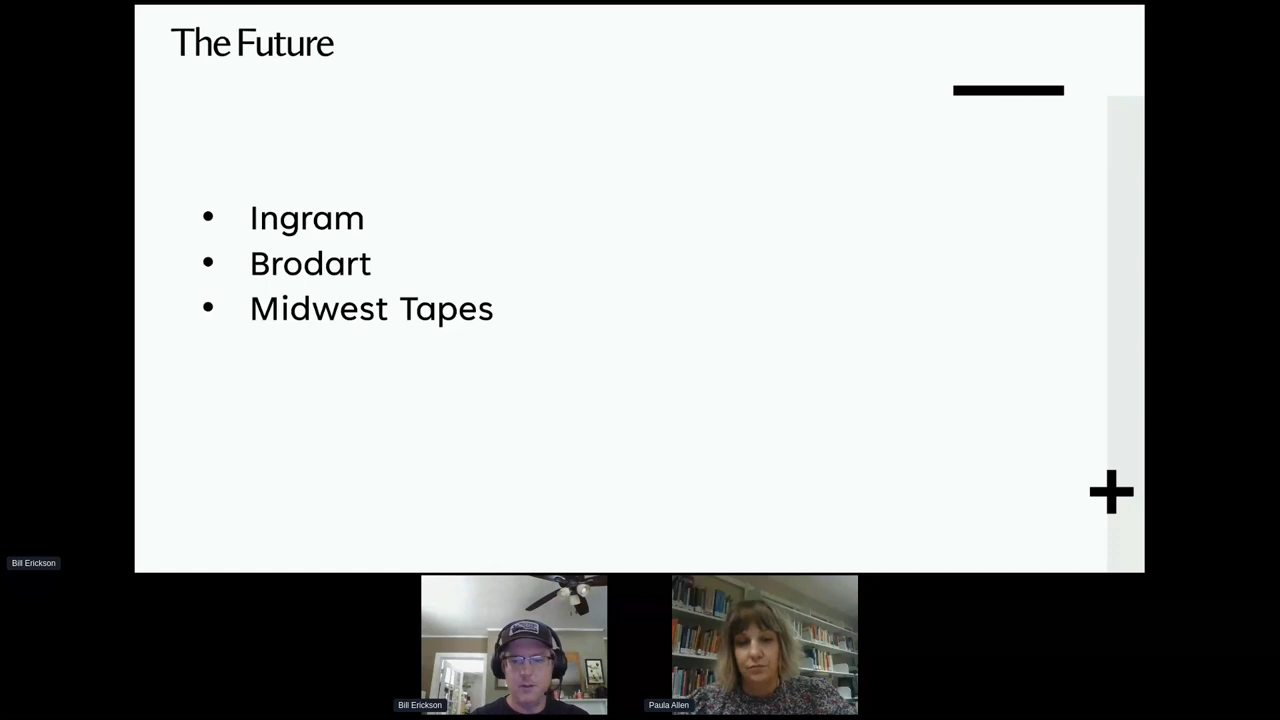 The Future
• Ingram
• Brodart
• Midwest Tapes
Bill Erickson
Bill Erickson
Paula Allen